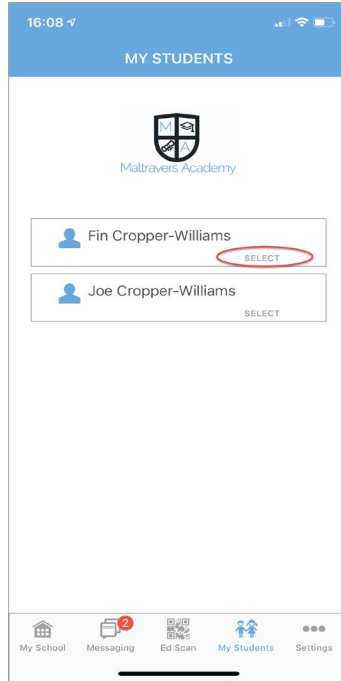 16:08
MY STUDENTS
M
A
Maltravers Academy
Fin Cropper-Williams
SELECT
Joe Cropper-Williams
SELECT
2
My School Messaging Ed Scan My Students Settings